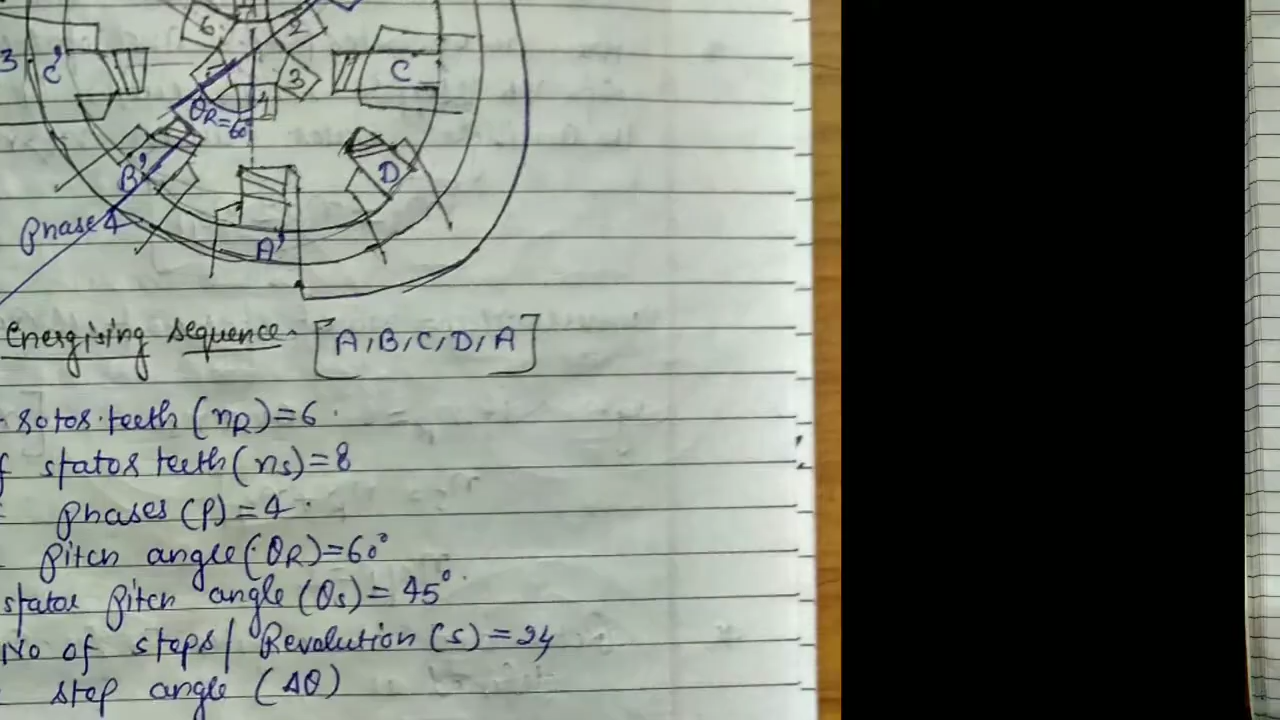 6 2
3 C' 3 C
θR=60°
B' D
Phase 4
A'
Energising sequence- [A,B,C,D,A]
rotor teeth (nR)=6
f stator teeth (ns)=8
phases (P)=4
pitch angle (θR)=60°
stator pitch angle (θs)=45°
No of steps/Revolution (s)=24
step angle (Δθ)